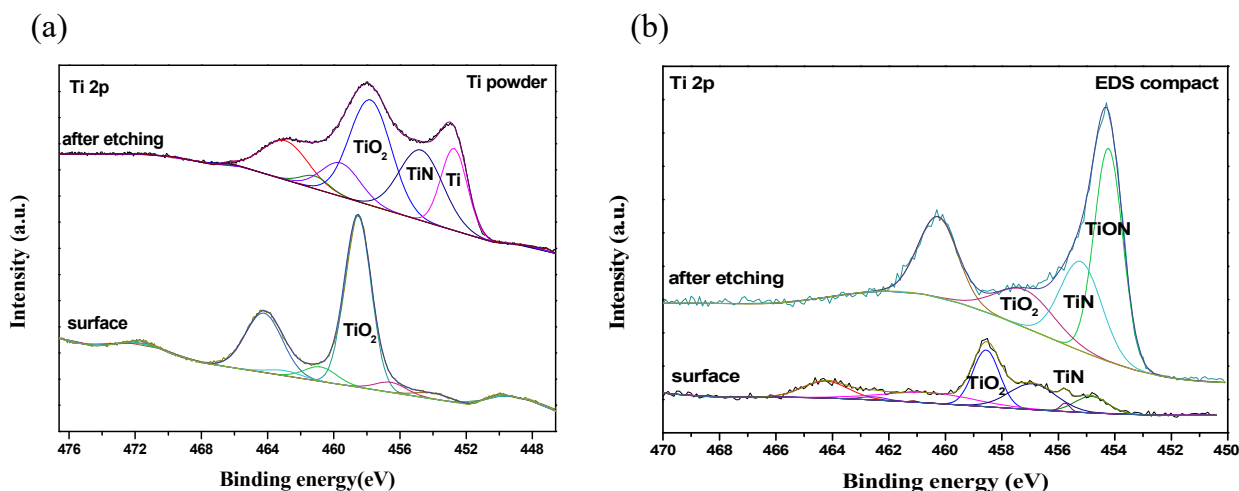 (a)
Ti 2p
Ti powder
after etching
TiO2
TiN
Ti
surface
TiO2
Intensity (a.u.)
476 472 468 464 460 456 452 448
Binding energy(eV)
(b)
Ti 2p
EDS compact
after etching
TiON
TiN
TiO2
surface
TiO2
TiN
Intensity (a.u.)
470 468 466 464 462 460 458 456 454 452 450
Binding energy (eV)